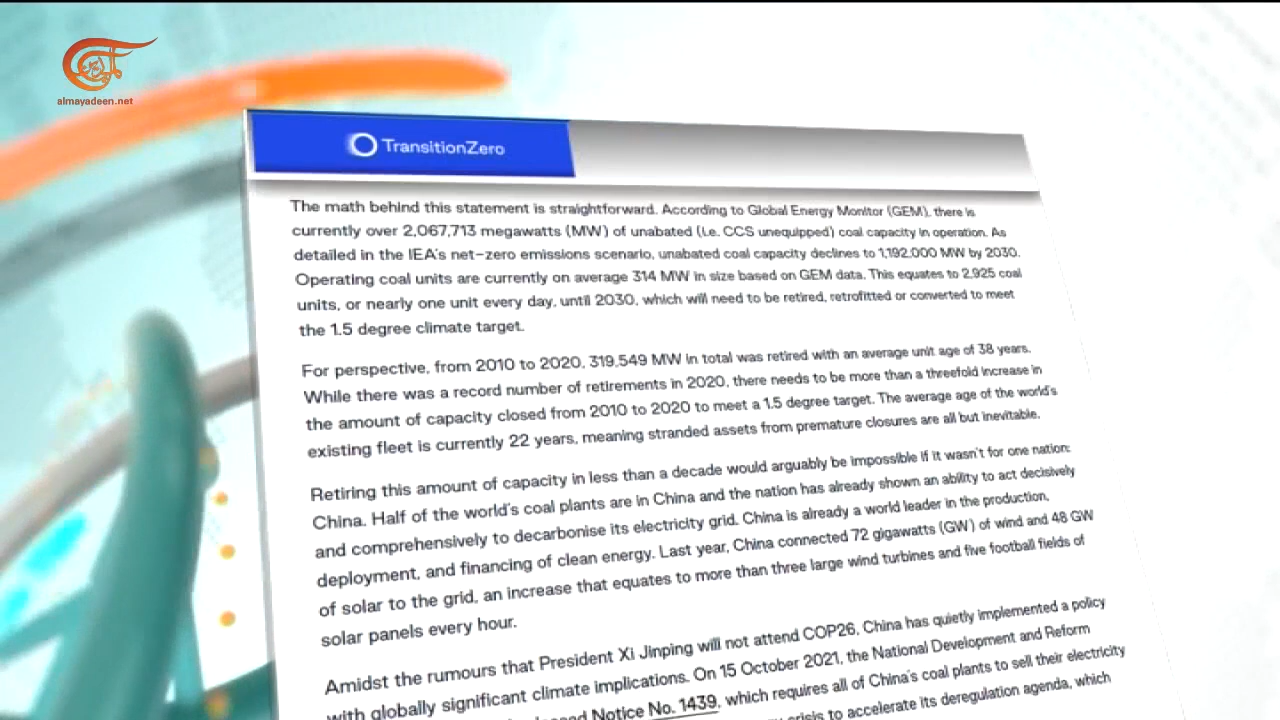 almayadeen.net
TransitionZero
The math behind this statement is straightforward. According to Global Energy Monitor (GEM), there is
currently over 2,067,713 megawatts (MW) of unabated (i.e. CCS unequipped) coal capacity in operation. As
detailed in the IEA's net-zero emissions scenario, unabated coal capacity declines to 1,192,000 MW by 2030.
Operating coal units are currently on average 314 MW in size based on GEM data. This equates to 2,925 coal
units, or nearly one unit every day, until 2030, which will need to be retired, retrofitted or converted to meet
the 1.5 degree climate target.
For perspective, from 2010 to 2020, 319,549 MW in total was retired with an average unit age of 38 years.
While there was a record number of retirements in 2020, there needs to be more than a threefold increase in
the amount of capacity closed from 2010 to 2020 to meet a 1.5 degree target. The average age of the world's
existing fleet is currently 22 years, meaning stranded assets from premature closures are all but inevitable.
Retiring this amount of capacity in less than a decade would arguably be impossible if it wasn't for one nation:
China. Half of the world's coal plants are in China and the nation has already shown an ability to act decisively
and comprehensively to decarbonise its electricity grid. China is already a world leader in the production,
deployment, and financing of clean energy. Last year, China connected 72 gigawatts (GW) of wind and 48 GW
of solar to the grid, an increase that equates to more than three large wind turbines and five football fields of
solar panels every hour.
Amidst the rumours that President Xi Jinping will not attend COP26, China has quietly implemented a policy
with globally significant climate implications. On 15 October 2021, the National Development and Reform
Notice No. 1439, which requires all of China's coal plants to sell their electricity
crisis to accelerate its deregulation agenda, which